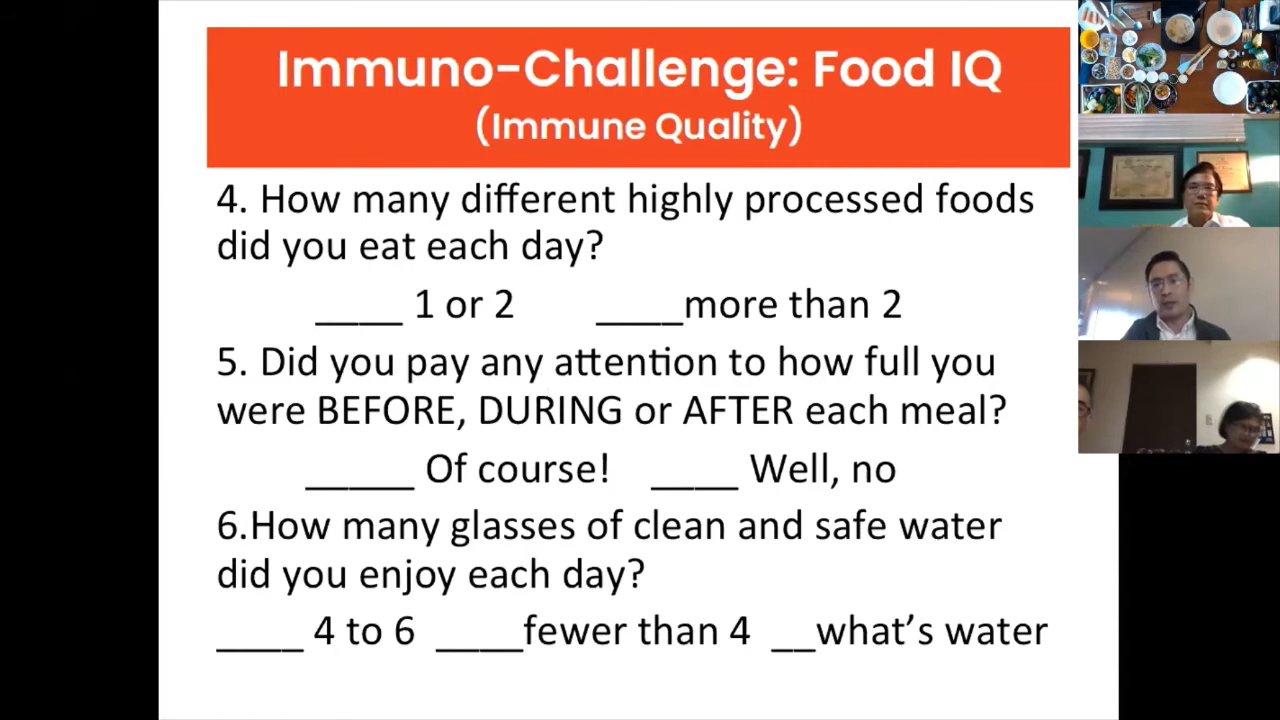 Immuno-Challenge: Food IQ
(Immune Quality)
4. How many different highly processed foods
did you eat each day?
____ 1 or 2 ____more than 2
5. Did you pay any attention to how full you
were BEFORE, DURING or AFTER each meal?
_____ Of course! ____ Well, no
6.How many glasses of clean and safe water
did you enjoy each day?
____ 4 to 6 ____fewer than 4 __what's water